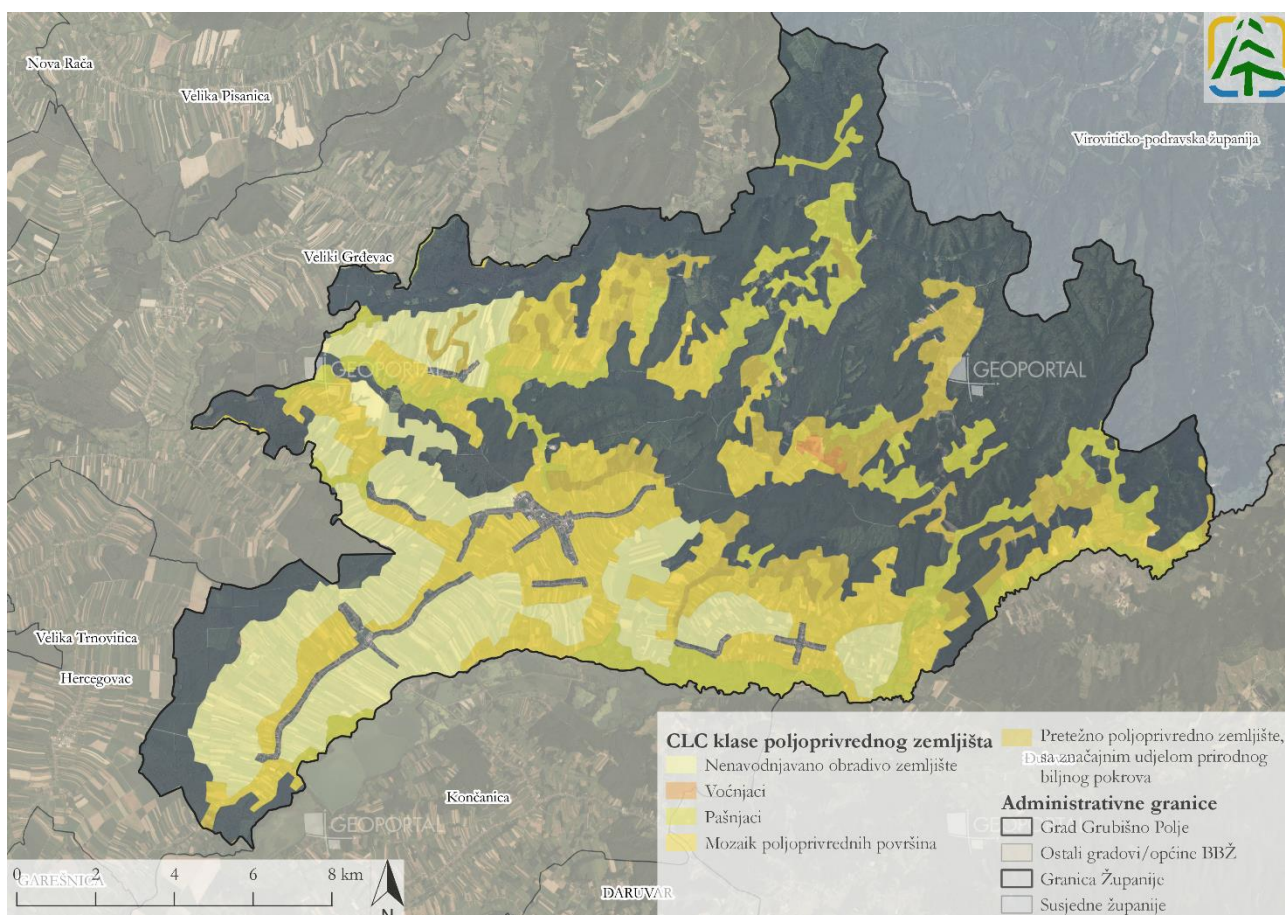 Nova Rača
Velika Pisanica
Virovitičko-podravska županija
Veliki Grđevac
GEOPORTAL
GEOPORTAL
Velika Trnovitica
Hercegovac
Končanica
GEOPORTAL
GAREŠNICA
DARUVAR
0 2 4 6 8 km
N
CLC klase poljoprivrednog zemljišta
Nenavodnjavano obradivo zemljište
Voćnjaci
Pašnjaci
Mozaik poljoprivrednih površina
Pretežno poljoprivredno zemljište,
sa značajnim udjelom prirodnog
biljnog pokrova
Administrativne granice
Grad Grubišno Polje
Ostali gradovi/općine BBŽ
Granica Županije
Susjedne županije